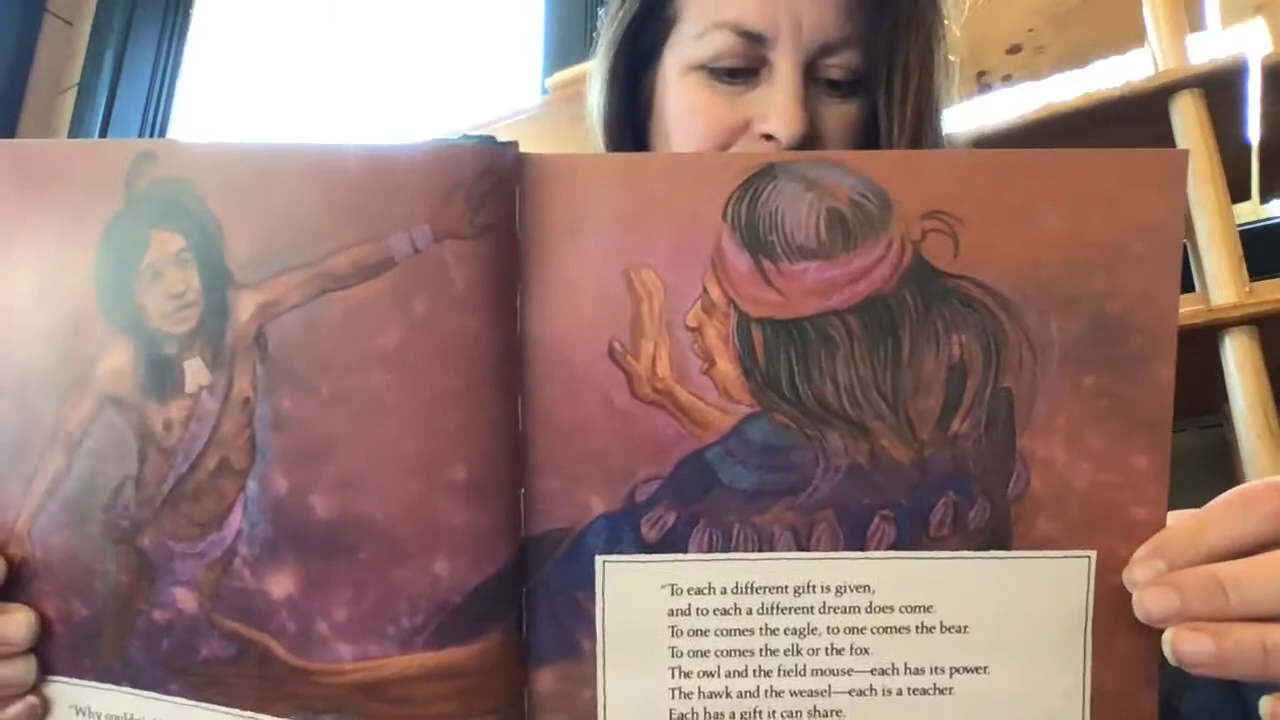 "Why
"To each a different gift is given,
and to each a different dream does come.
To one comes the eagle, to one comes the bear.
To one comes the elk or the fox.
The owl and the field mouse—each has its power.
The hawk and the weasel—each is a teacher.
Each has a gift it can share.